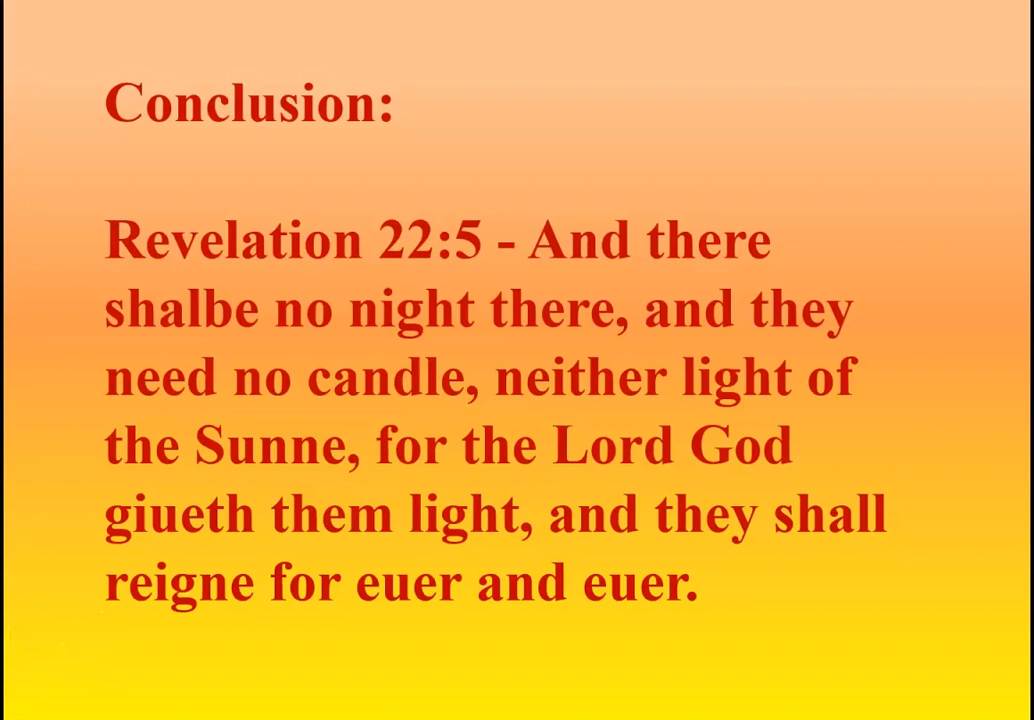 Conclusion:
Revelation 22:5 - And there
shalbe no night there, and they
need no candle, neither light of
the Sunne, for the Lord God
giueth them light, and they shall
reigne for euer and euer.